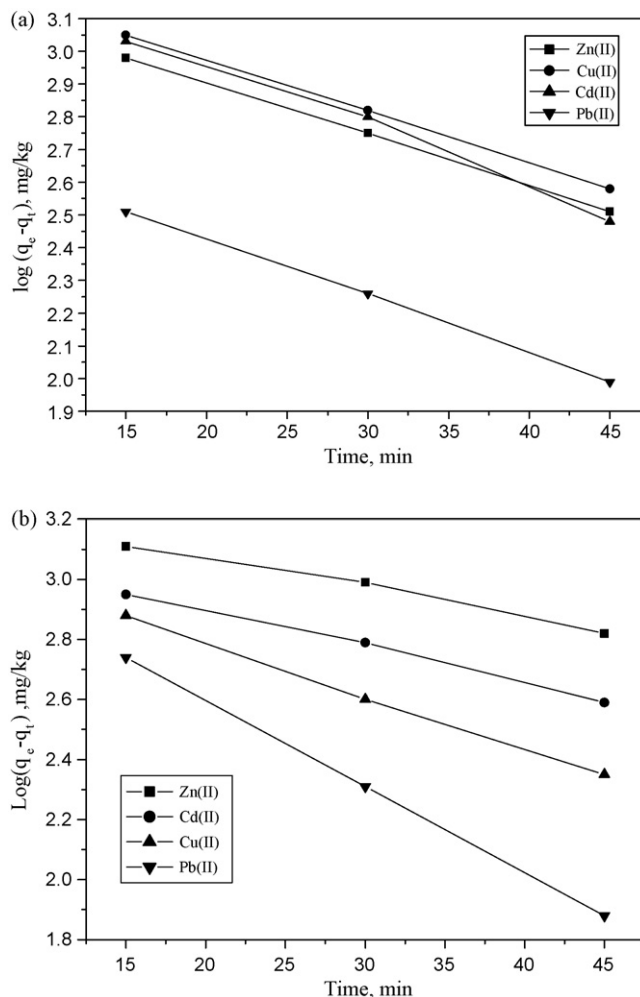 (a)
3.1
3.0
2.9
2.8
2.7
2.6
2.5
2.4
2.3
2.2
2.1
2.0
1.9
log (qe-qt), mg/kg
Zn(II)
Cu(II)
Cd(II)
Pb(II)
15 20 25 30 35 40 45
Time, min
(b)
3.2
3.0
2.8
2.6
2.4
2.2
2.0
1.8
Log(qe-qt) ,mg/kg
Zn(II)
Cd(II)
Cu(II)
Pb(II)
15 20 25 30 35 40 45
Time, min